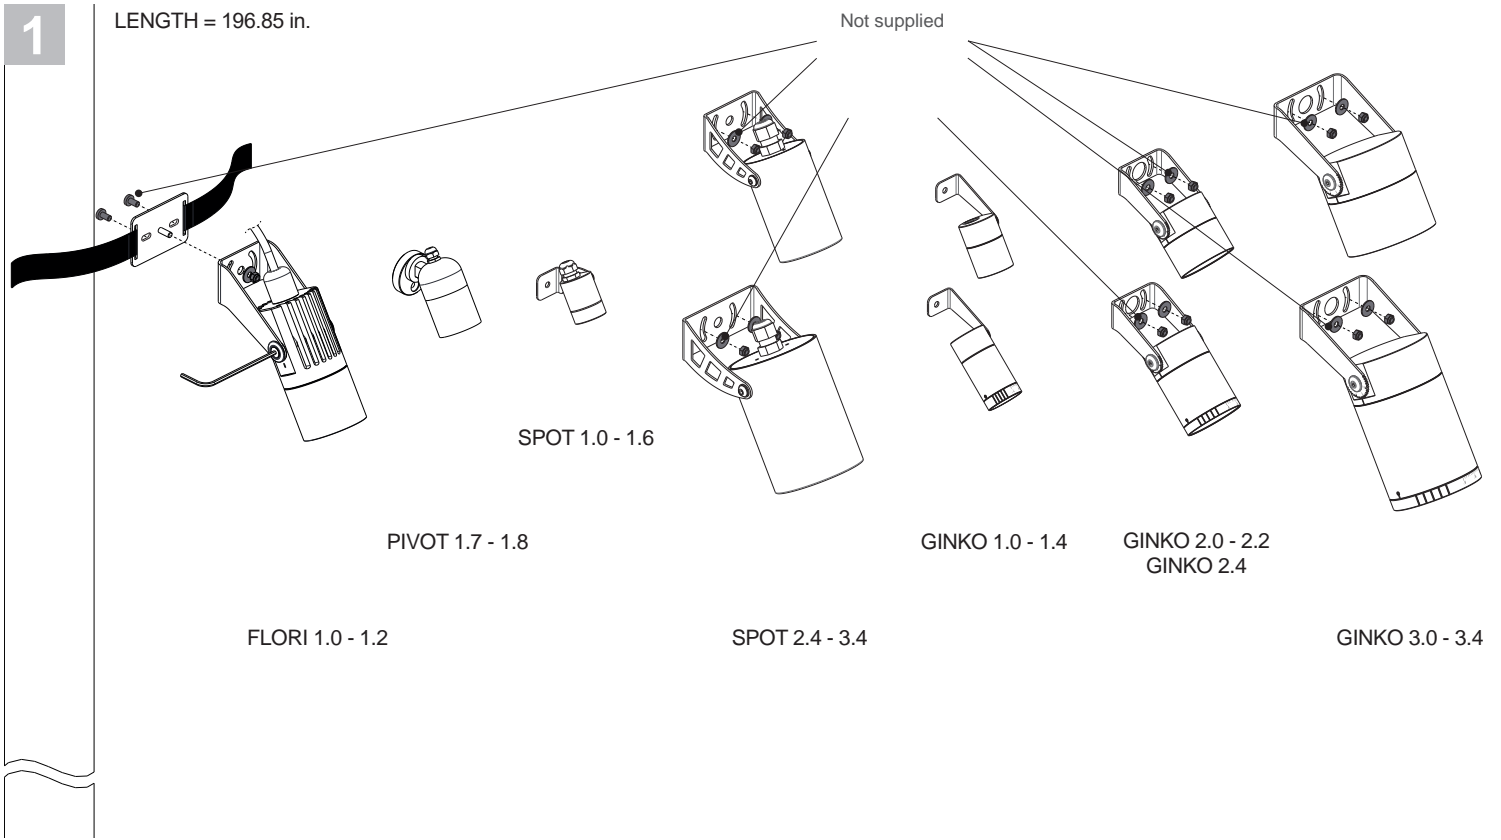 1
LENGTH = 196.85 in.
Not supplied
SPOT 1.0 - 1.6
PIVOT 1.7 - 1.8
GINKO 1.0 - 1.4
GINKO 2.0 - 2.2
GINKO 2.4
FLORI 1.0 - 1.2
SPOT 2.4 - 3.4
GINKO 3.0 - 3.4